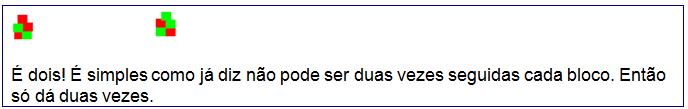 É dois! É simples como já diz não pode ser duas vezes seguidas cada bloco. Então
só dá duas vezes.